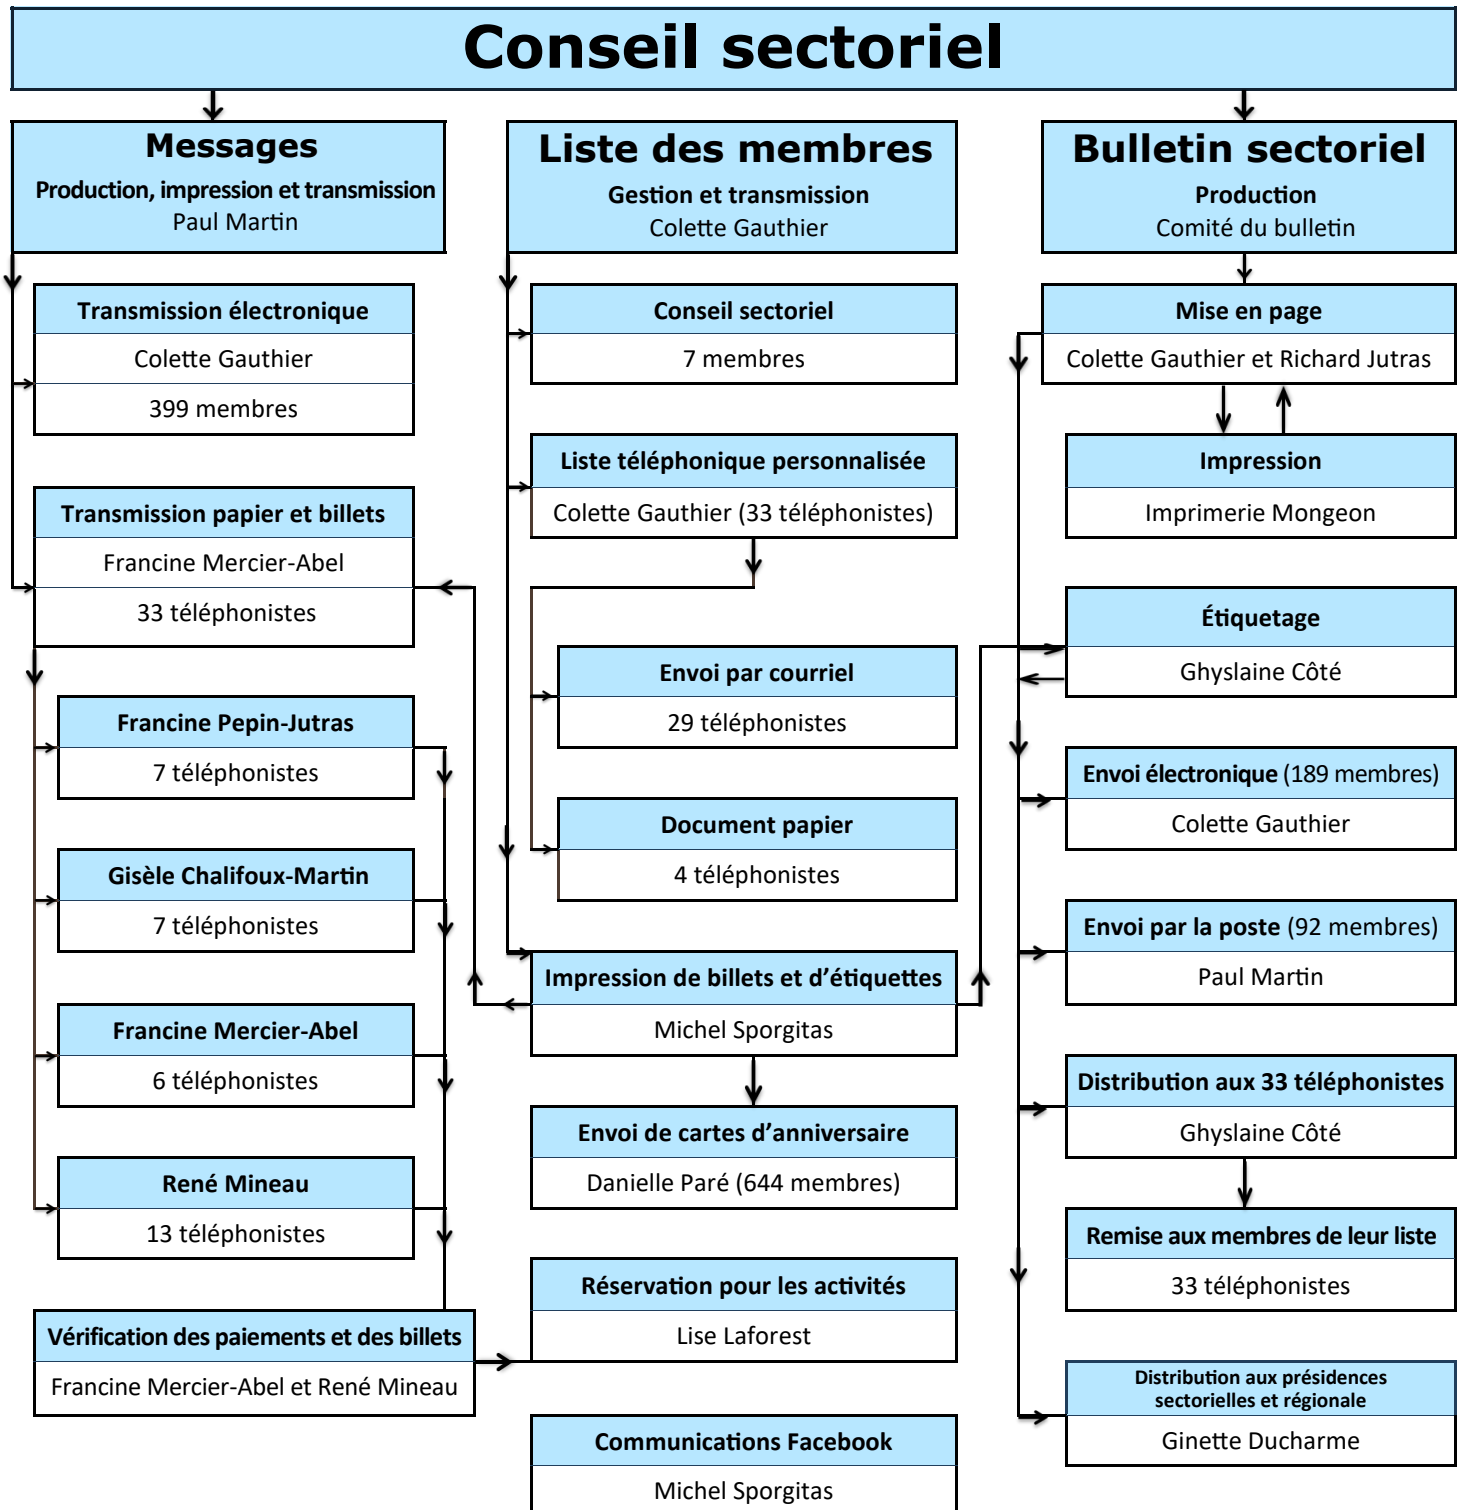 Conseil sectoriel
Messages
Production, impression et transmission
Paul Martin
Transmission électronique
Colette Gauthier
399 membres
Transmission papier et billets
Francine Mercier-Abel
33 téléphonistes
Francine Pepin-Jutras
7 téléphonistes
Gisèle Chalifoux-Martin
7 téléphonistes
Francine Mercier-Abel
6 téléphonistes
René Mineau
13 téléphonistes
Vérification des paiements et des billets
Francine Mercier-Abel et René Mineau
Liste des membres
Gestion et transmission
Colette Gauthier
Conseil sectoriel
7 membres
Liste téléphonique personnalisée
Colette Gauthier (33 téléphonistes)
Envoi par courriel
29 téléphonistes
Document papier
4 téléphonistes
Impression de billets et d’étiquettes
Michel Sporgitas
Envoi de cartes d’anniversaire
Danielle Paré (644 membres)
Réservation pour les activités
Lise Laforest
Communications Facebook
Michel Sporgitas
Bulletin sectoriel
Production
Comité du bulletin
Mise en page
Colette Gauthier et Richard Jutras
Impression
Imprimerie Mongeon
Étiquetage
Ghyslaine Côté
Envoi électronique (189 membres)
Colette Gauthier
Envoi par la poste (92 membres)
Paul Martin
Distribution aux 33 téléphonistes
Ghyslaine Côté
Remise aux membres de leur liste
33 téléphonistes
Distribution aux présidences
sectorielles et régionale
Ginette Ducharme